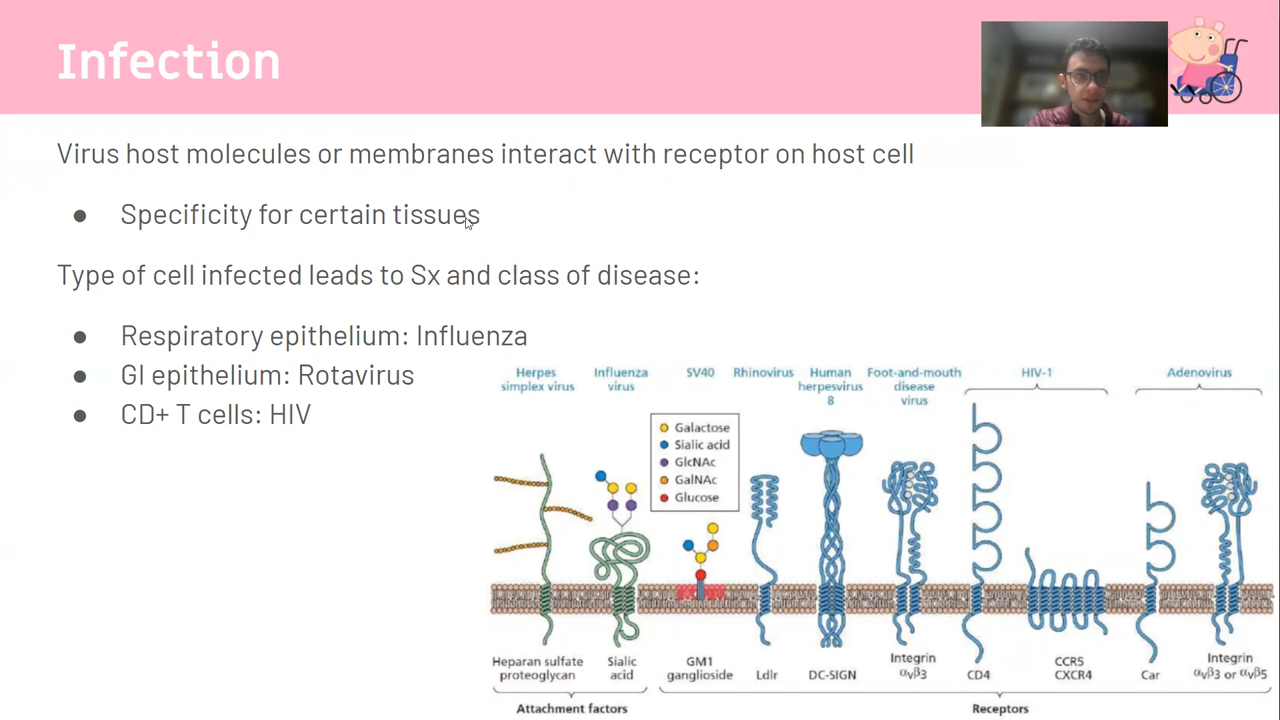 Infection
Virus host molecules or membranes interact with receptor on host cell
● Specificity for certain tissues
Type of cell infected leads to Sx and class of disease:
● Respiratory epithelium: Influenza
● GI epithelium: Rotavirus
● CD+ T cells: HIV
Herpes
simplex virus
Influenza
virus
SV40
Rhinovirus
Human
herpesvirus
8
Foot-and-mouth
disease
virus
HIV-1
Adenovirus
Galactose
Sialic acid
GlcNAc
GalNAc
Glucose
Heparan sulfate
proteoglycan
Sialic
acid
GM1
ganglioside
Ldlr
DC-SIGN
Integrin
αvβ3
CD4
CCR5
CXCR4
Car
Integrin
αvβ3 or αvβ5
Attachment factors
Receptors